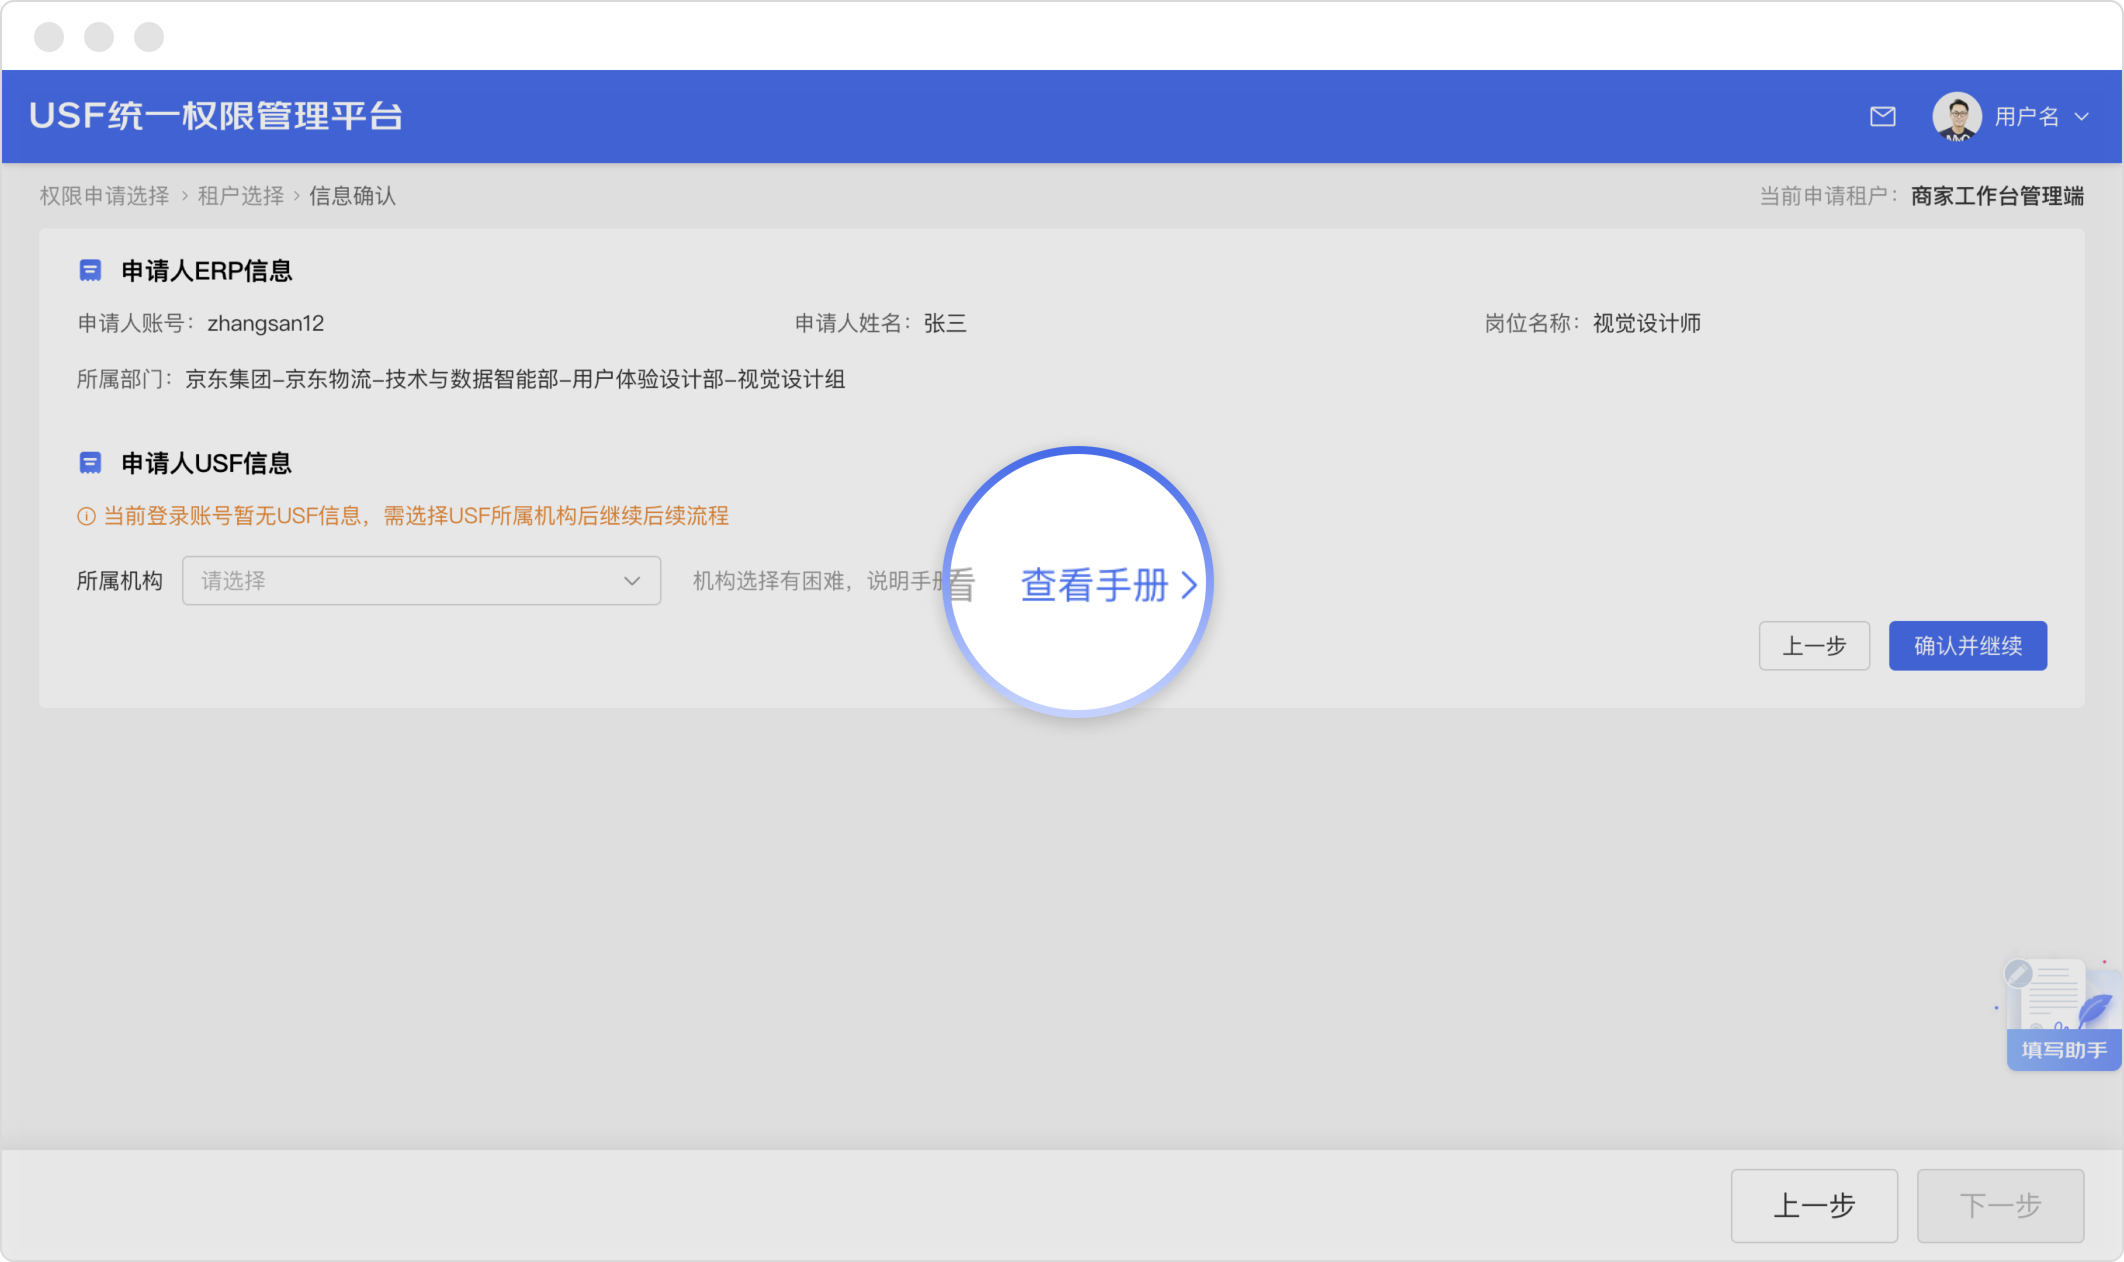 USF统一权限管理平台
用户名
权限申请选择 > 租户选择 > 信息确认
当前申请租户：商家工作台管理端
申请人ERP信息
申请人账号：zhangsan12
申请人姓名：张三
岗位名称：视觉设计师
所属部门：京东集团-京东物流-技术与数据智能部-用户体验设计部-视觉设计组
申请人USF信息
当前登录账号暂无USF信息，需选择USF所属机构后继续后续流程
所属机构 请选择
机构选择有困难，说明手册看 查看手册 >
上一步 确认并继续
填写助手
上一步 下一步